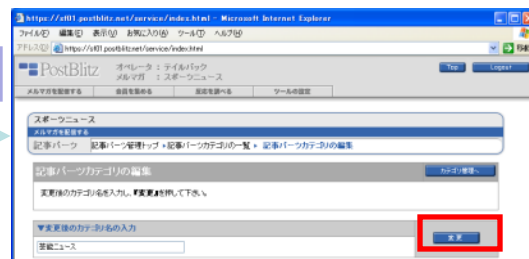 https://sf01.postblitz.net/service/index.html - Microsoft Internet Explorer
ファイル(F) 編集(E) 表示(V) お気に入り(A) ツール(T) ヘルプ(H)
アドレス(D) https://sf01.postblitz.net/service/index.html 移動
PostBlitz オペレータ：テイルバック Top Logout
メルマガ ：スポーツニュース
メルマガを配信する 会員を集める 反応を調べる ツールの設定
スポーツニュース
メルマガを配信する
記事パーツ 記事パーツ管理トップ ▸ 記事パーツカテゴリの一覧 ▸ 記事パーツカテゴリの編集
記事パーツカテゴリの編集 カテゴリ管理へ
変更後のカテゴリ名を入力し、『変更』を押して下さい。
▼変更後のカテゴリ名の入力
変更
芸能ニュース